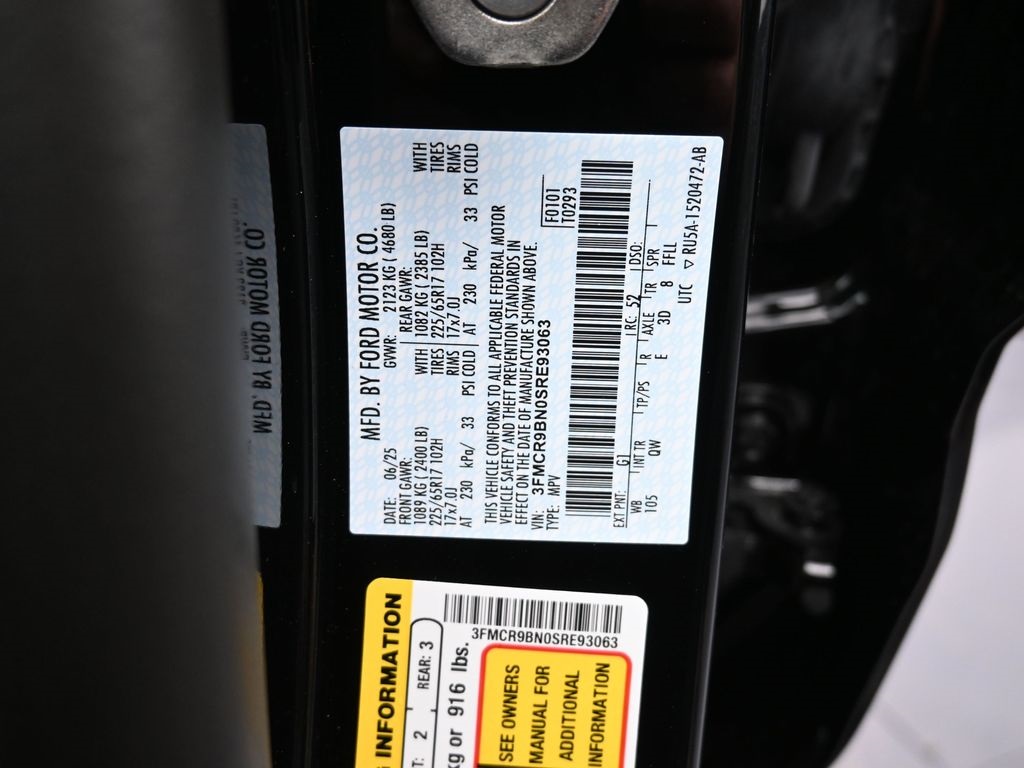 MFD. BY FORD MOTOR CO.
DATE: 06/25 GVWR: 2123 KG ( 4680 LB)
FRONT GAWR: REAR GAWR:
1089 KG ( 2400 LB) WITH 1082 KG ( 2385 LB) WITH
225/65R17 102H TIRES 225/65R17 102H TIRES
17x7.0J RIMS 17x7.0J RIMS
AT 230 kPa/ 33 PSI COLD AT 230 kPa/ 33 PSI COLD
THIS VEHICLE CONFORMS TO ALL APPLICABLE FEDERAL MOTOR
VEHICLE SAFETY AND THEFT PREVENTION STANDARDS IN
EFFECT ON THE DATE OF MANUFACTURE SHOWN ABOVE.
VIN: 3FMCR9BN0SRE93063
TYPE: MPV
F0101
T0293
EXT PNT: G1 RC: 52 DSO:
WB INT TR TP/PS R AXLE TR SPR
105 QW E 3D 8 FFLL
UTC ▽ RU5A-1520472-AB
MFD. BY FORD MOTOR CO.
INFORMATION
2 REAR: 3
kg or 916 lbs.
3FMCR9BN0SRE93063
SEE OWNERS
MANUAL FOR
ADDITIONAL
INFORMATION